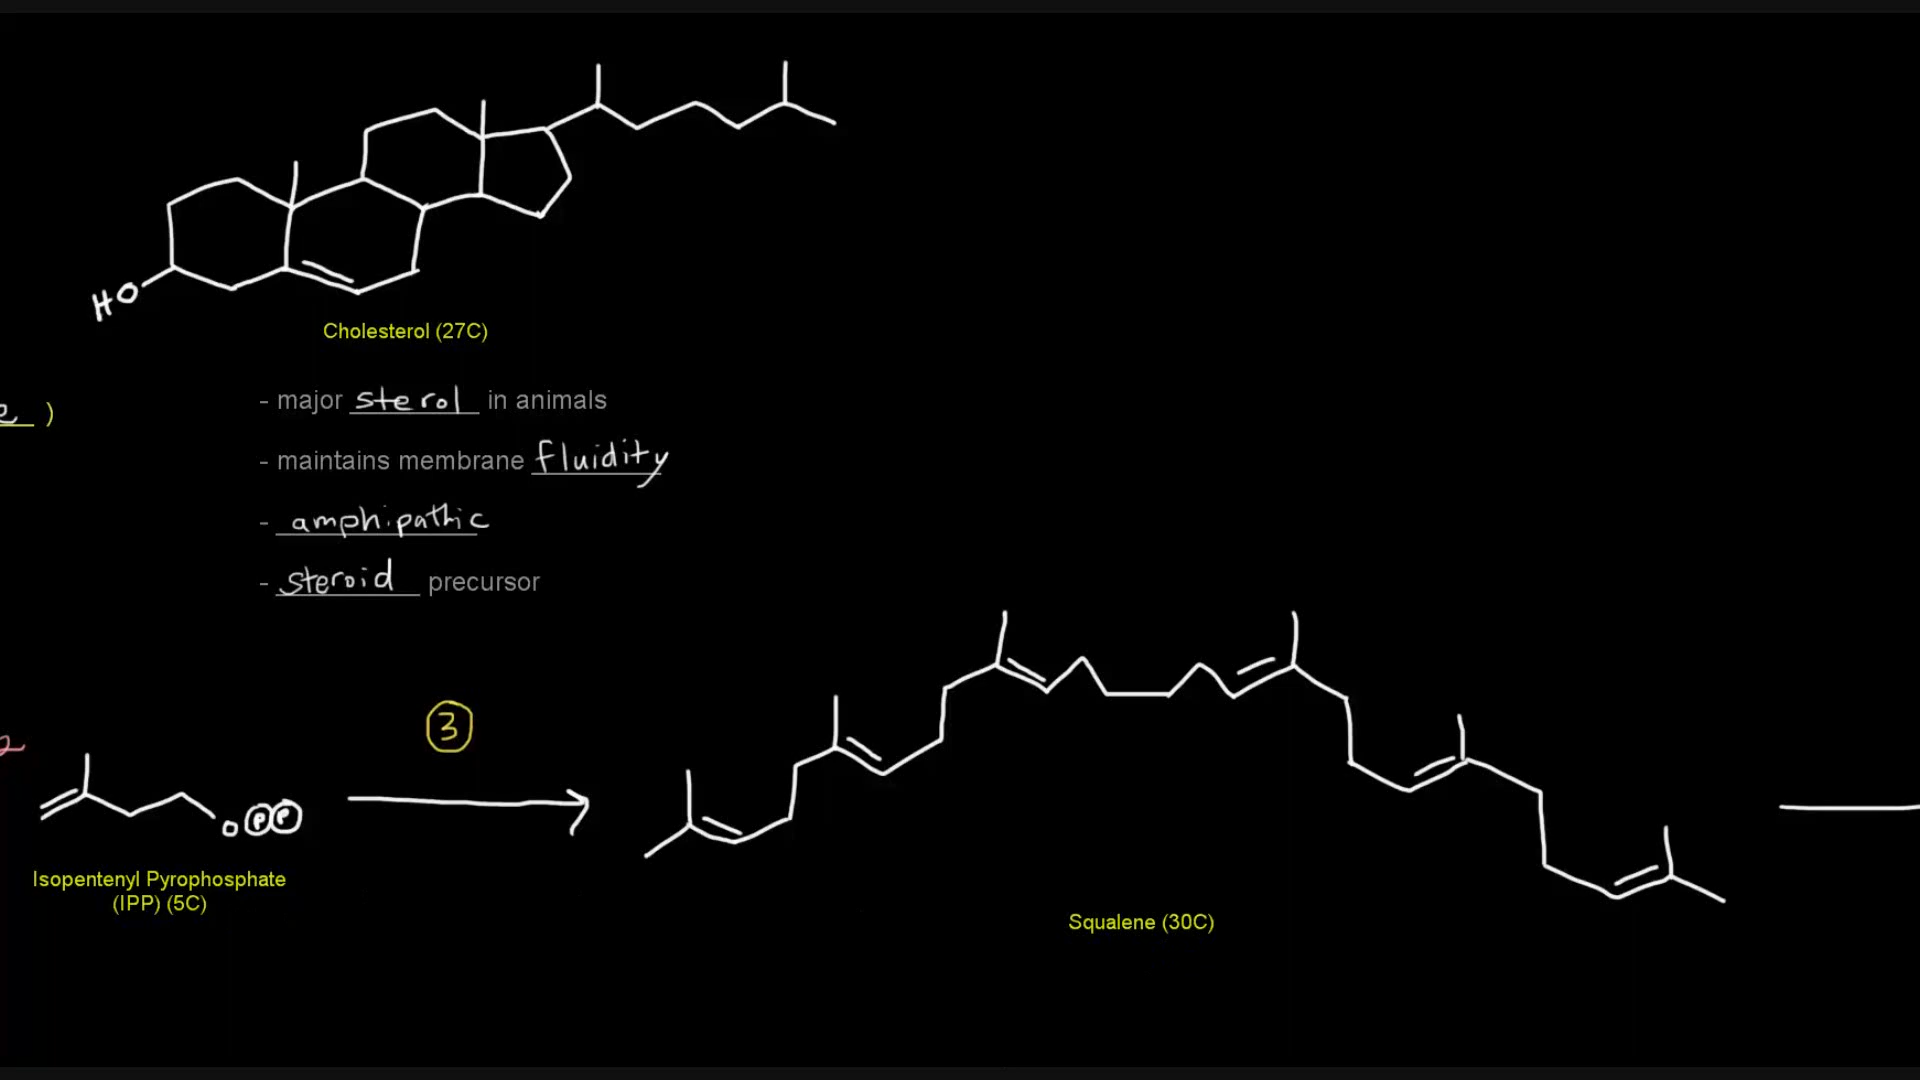 HO
Cholesterol (27C)
- major sterol in animals
)
- maintains membrane fluidity
- amphipathic
- steroid precursor
3
O P P
Isopentenyl Pyrophosphate
(IPP) (5C)
Squalene (30C)